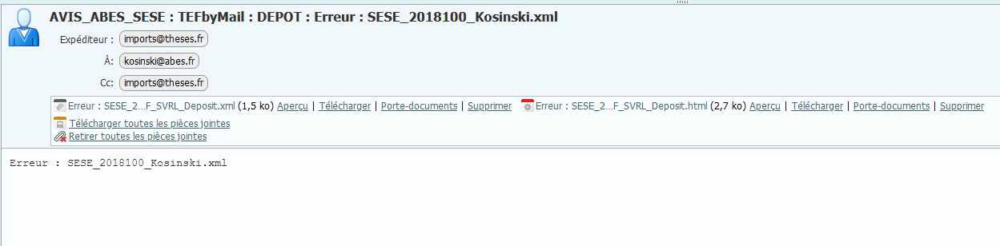 AVIS_ABES_SESE : TEFbyMail : DEPOT : Erreur : SESE_2018100_Kosinski.xml
Expéditeur : imports@theses.fr
À: kosinski@abes.fr
Cc: imports@theses.fr
Erreur : SESE_2...F_SVRL_Deposit.xml (1,5 ko) Aperçu | Télécharger | Porte-documents | Supprimer Erreur : SESE_2...F_SVRL_Deposit.html (2,7 ko) Aperçu | Télécharger | Porte-documents | Supprimer
Télécharger toutes les pièces jointes
Retirer toutes les pièces jointes
Erreur : SESE_2018100_Kosinski.xml